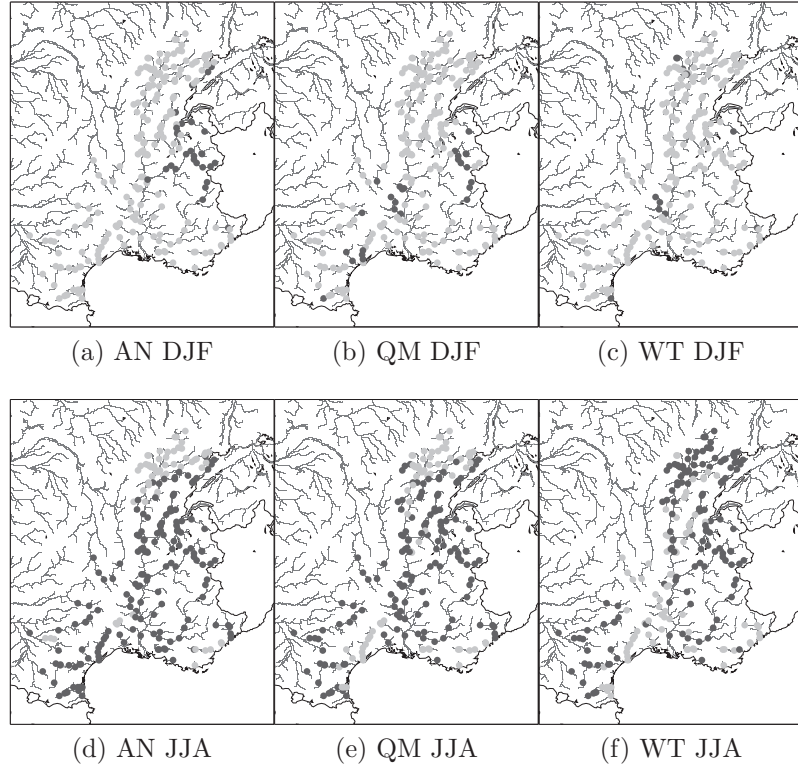 (a) AN DJF
(b) QM DJF
(c) WT DJF
(d) AN JJA
(e) QM JJA
(f) WT JJA